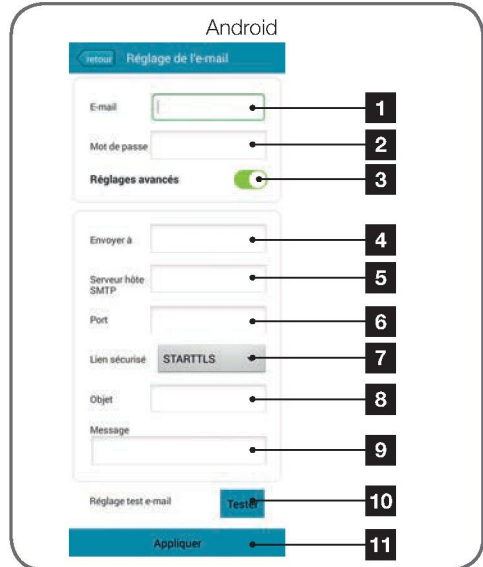 Android
retour Réglage de l'e-mail
E-mail 1
Mot de passe 2
Réglages avancés 3
Envoyer à 4
Serveur hôte SMTP 5
Port 6
Lien sécurisé STARTTLS 7
Objet 8
Message
9
Réglage test e-mail Tester 10
Appliquer 11